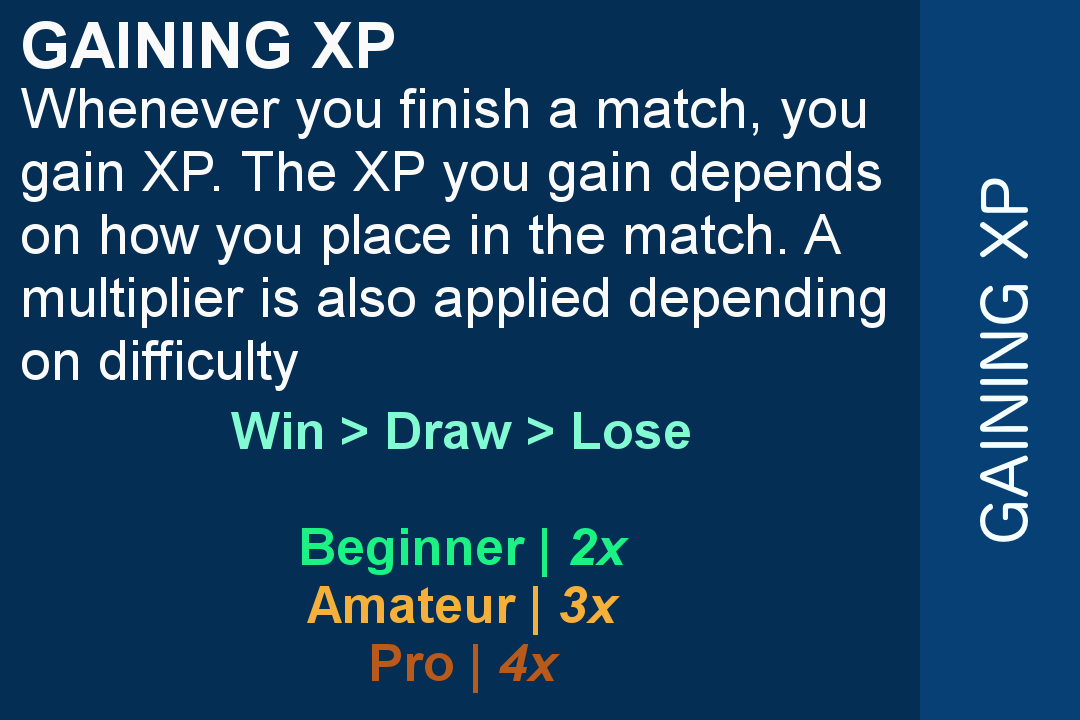 GAINING XP
Whenever you finish a match, you
gain XP. The XP you gain depends
on how you place in the match. A
multiplier is also applied depending
on difficulty
Win > Draw > Lose
Beginner | 2x
Amateur | 3x
Pro | 4x
GAINING XP